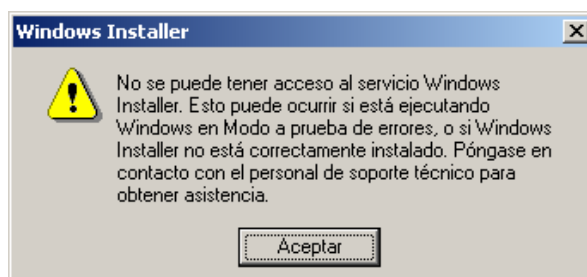 Windows Installer
No se puede tener acceso al servicio Windows
Installer. Esto puede ocurrir si está ejecutando
Windows en Modo a prueba de errores, o si Windows
Installer no está correctamente instalado. Póngase en
contacto con el personal de soporte técnico para
obtener asistencia.
Aceptar